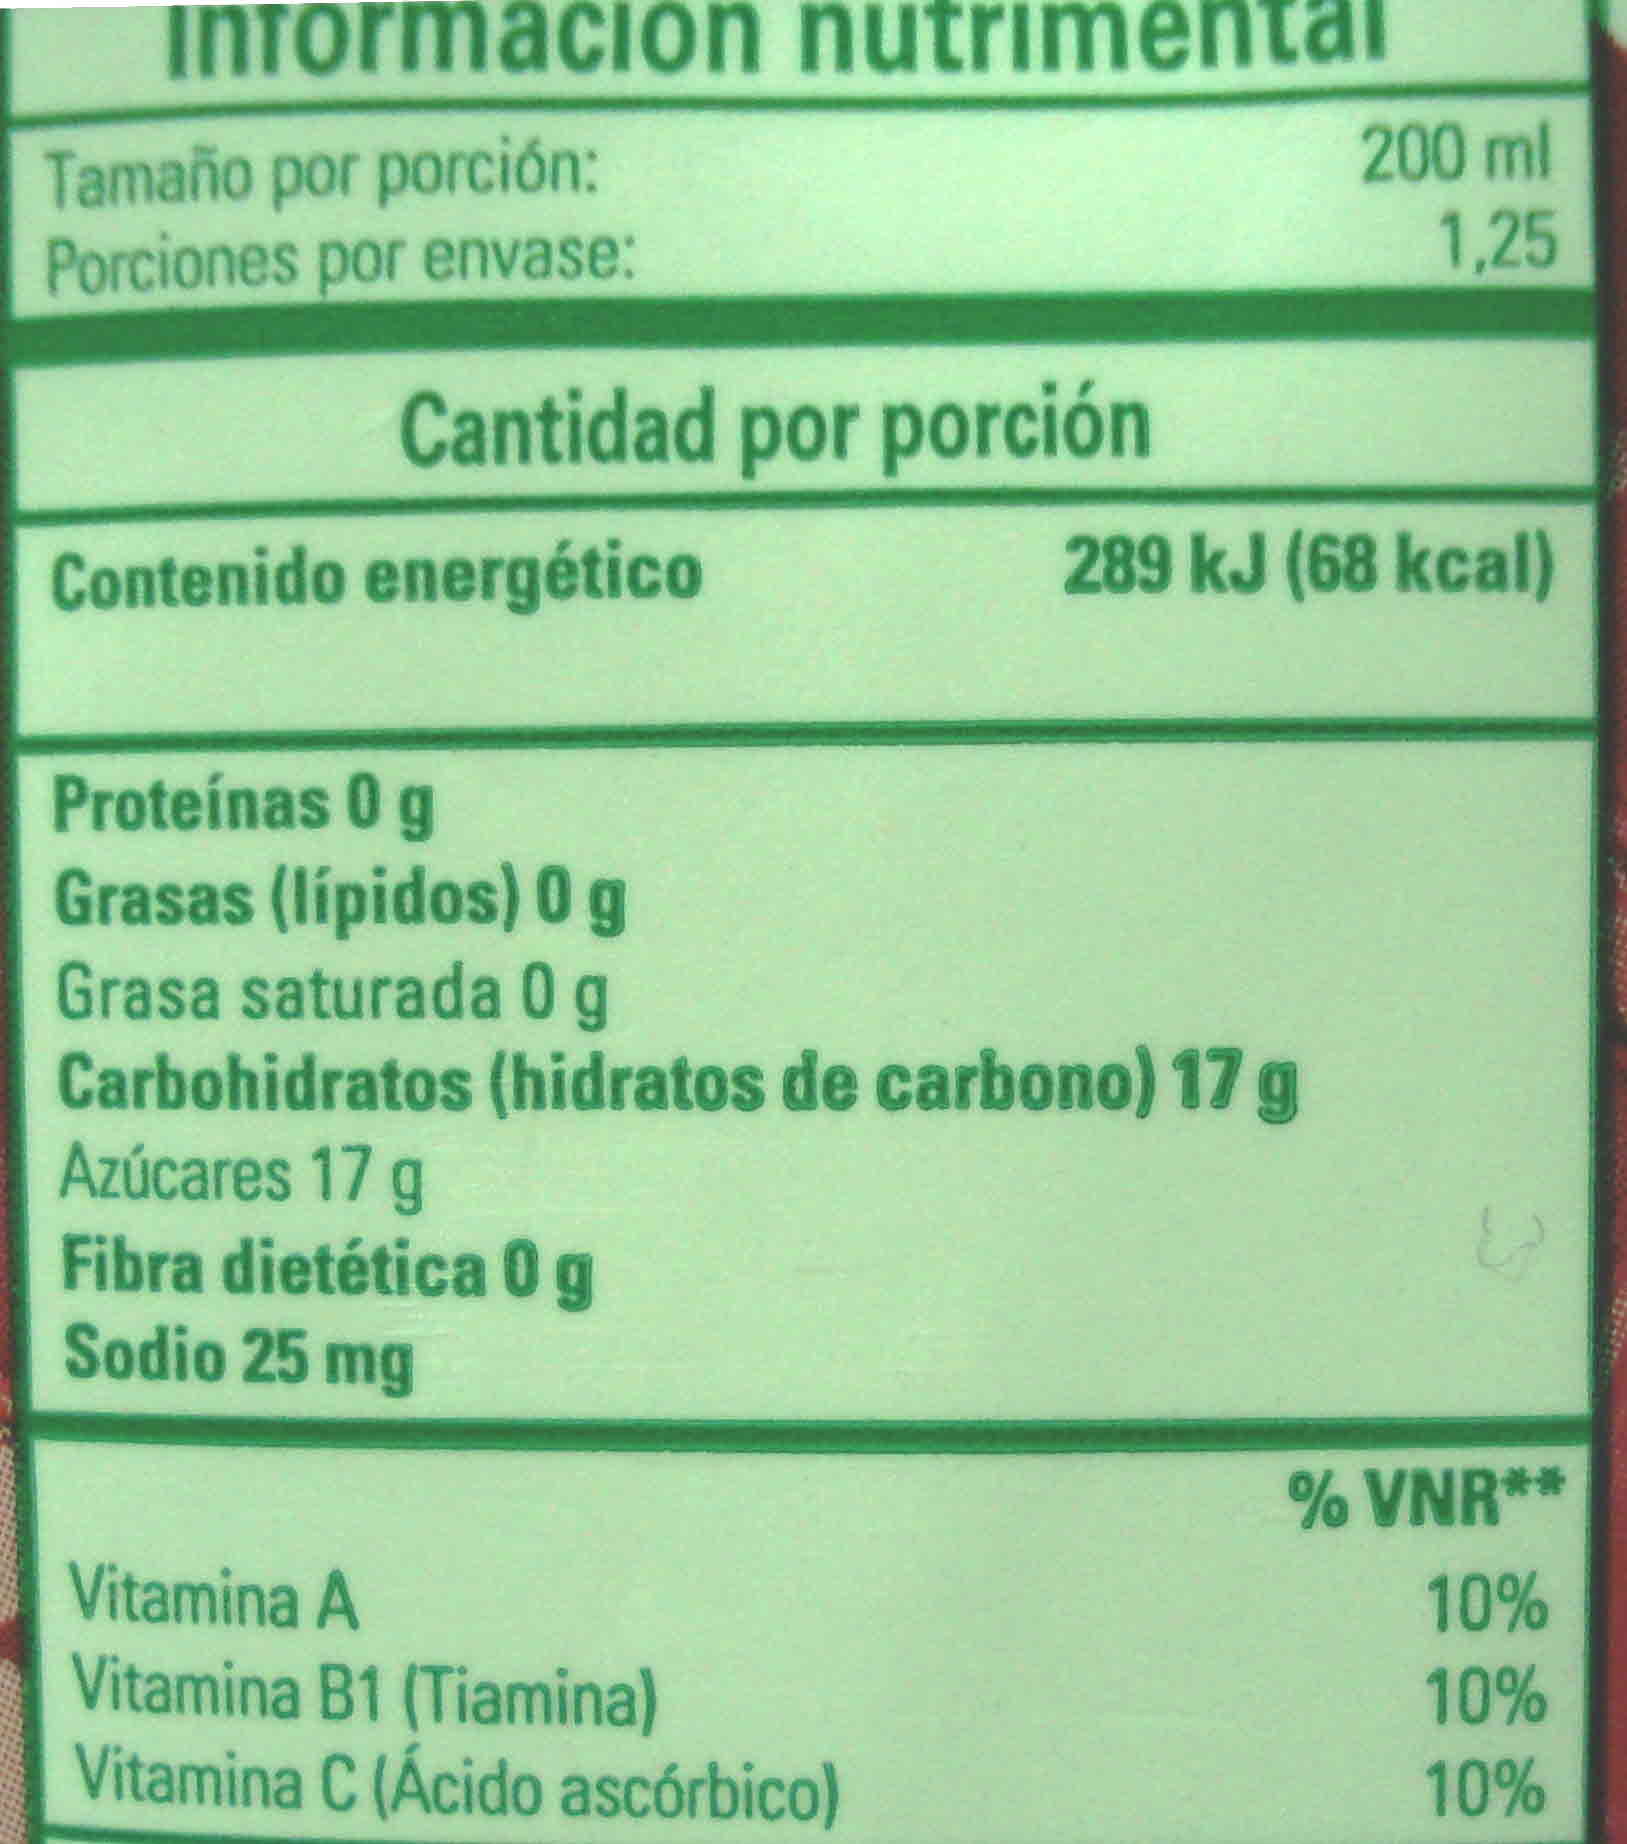 Información nutrimental
Tamaño por porción: 200 ml
Porciones por envase: 1,25
Cantidad por porción
Contenido energético 289 kJ (68 kcal)
Proteínas 0 g
Grasas (lípidos) 0 g
Grasa saturada 0 g
Carbohidratos (hidratos de carbono) 17 g
Azúcares 17 g
Fibra dietética 0 g
Sodio 25 mg
% VNR**
Vitamina A 10%
Vitamina B1 (Tiamina) 10%
Vitamina C (Ácido ascórbico) 10%